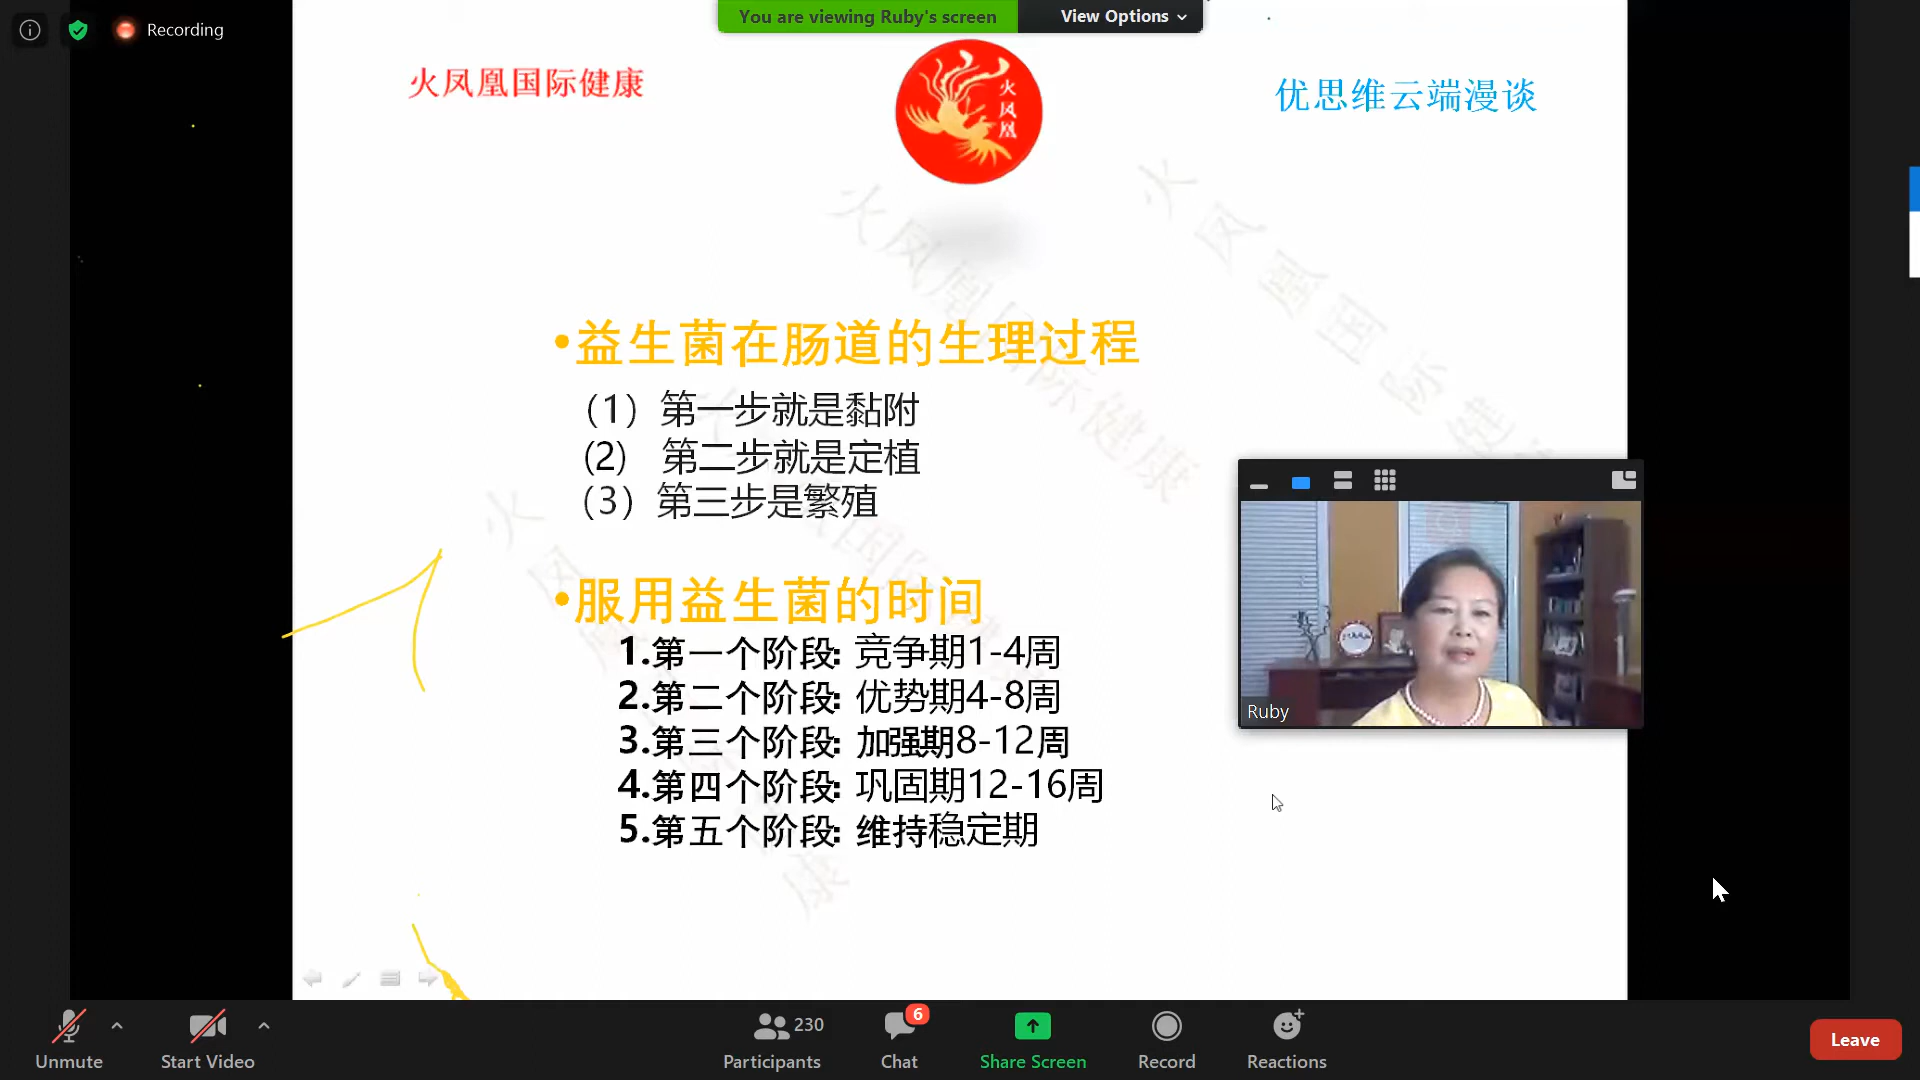 Recording
You are viewing Ruby's screen
View Options
火凤凰国际健康
火凤凰
优思维云端漫谈
火凤凰国际健康
•益生菌在肠道的生理过程
（1）第一步就是黏附
(2) 第二步就是定植
（3）第三步是繁殖
•服用益生菌的时间
1.第一个阶段: 竞争期1-4周
2.第二个阶段: 优势期4-8周
3.第三个阶段: 加强期8-12周
4.第四个阶段: 巩固期12-16周
5.第五个阶段: 维持稳定期
Ruby
Unmute
Start Video
230
Participants
6
Chat
Share Screen
Record
Reactions
Leave